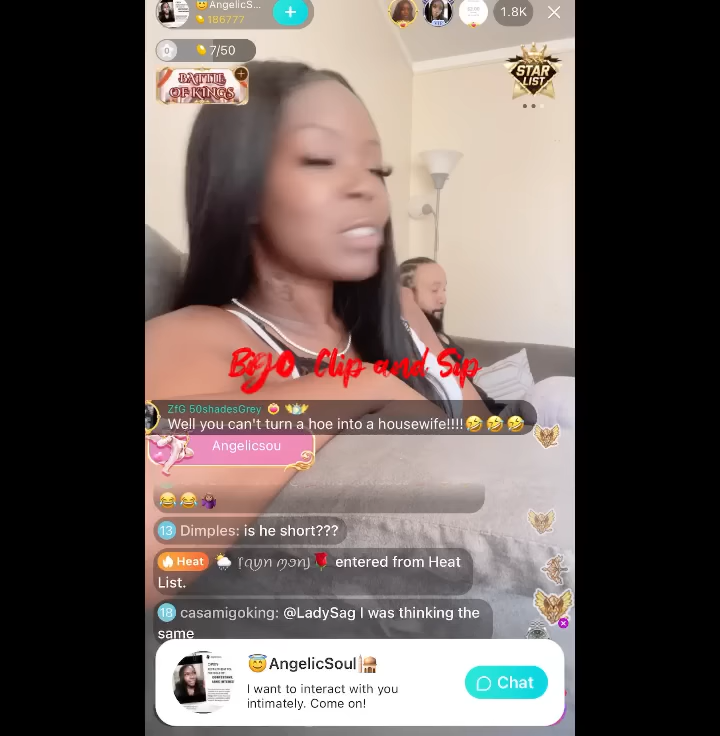 😇AngelicS...
186777
+
1.8K
0
7/50
BATTLE
OF KINGS
STAR
LIST
Bigo Clip and Sip
ZfG 50shadesGrey
Well you can't turn a hoe into a housewife!!!!🤣🤣🤣
Angelicsou
😂😂
13 Dimples: is he short???
Heat
🌹 entered from Heat
List.
18 casamigoking: @LadySag I was thinking the
same
😇AngelicSoul🕌
I want to interact with you
intimately. Come on!
Chat